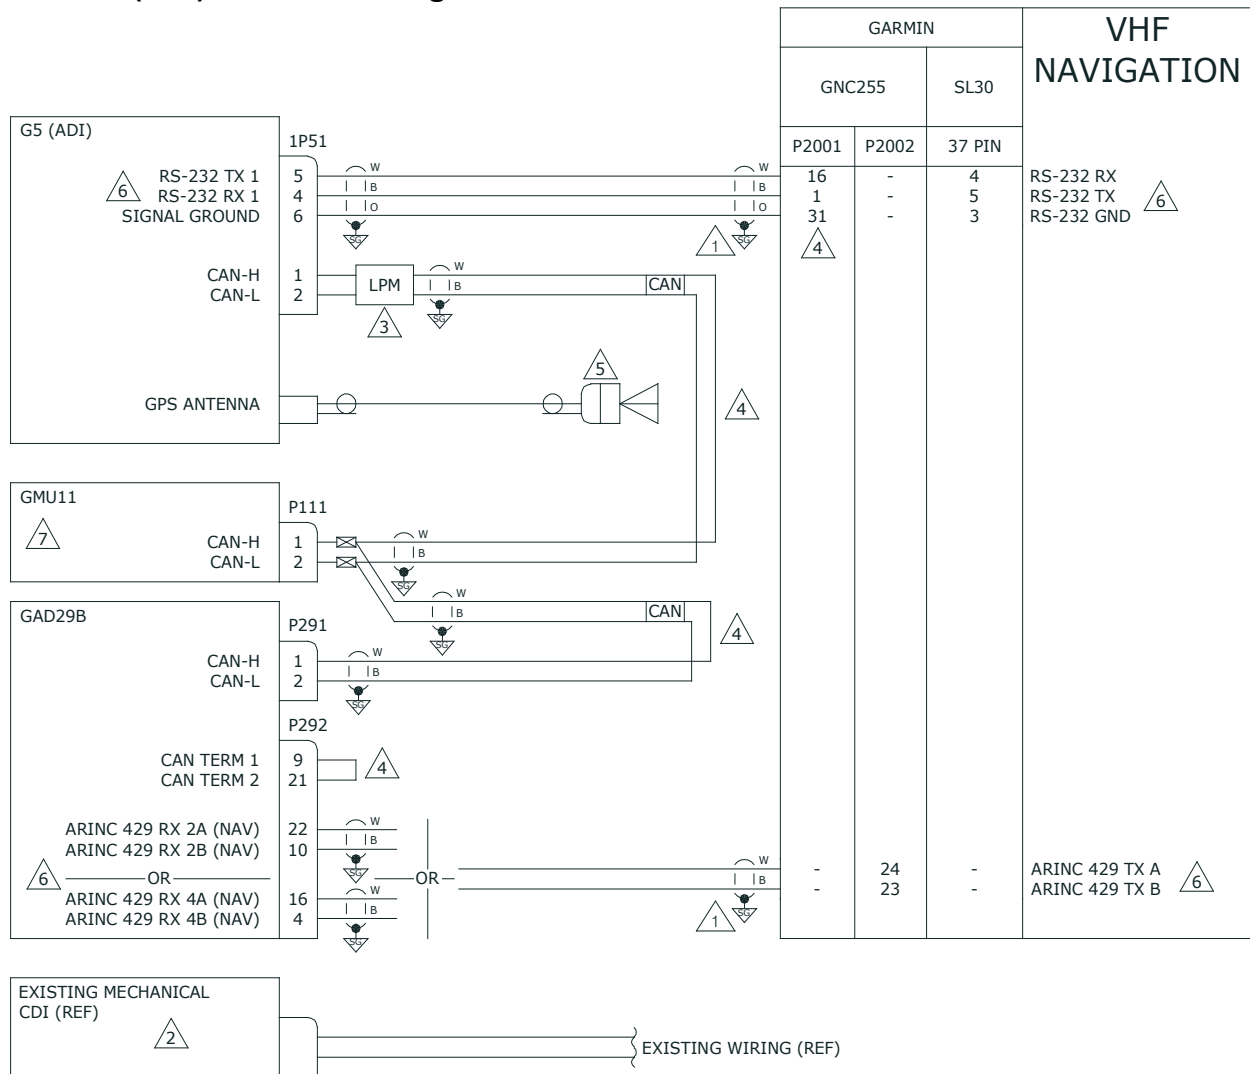 GARMIN
VHF
NAVIGATION
GNC255 SL30
P2001 P2002 37 PIN
G5 (ADI)
1P51
RS-232 TX 1 5 W W 16 - 4 RS-232 RX
6 RS-232 RX 1 4 B B 1 - 5 RS-232 TX 6
SIGNAL GROUND 6 O O 31 - 3 RS-232 GND
SG 1 SG 4
CAN-H 1 LPM W CAN
CAN-L 2 B
3 SG
5
GPS ANTENNA
4
GMU11
P111
7
CAN-H 1 W
CAN-L 2 B
SG
GAD29B
P291
W CAN
B
SG 4
CAN-H 1 W
CAN-L 2 B
SG
P292
CAN TERM 1 9
CAN TERM 2 21
4
ARINC 429 RX 2A (NAV) 22 W
ARINC 429 RX 2B (NAV) 10 B
SG
6 OR OR
W - 24 - ARINC 429 TX A
B - 23 - ARINC 429 TX B 6
1 SG
ARINC 429 RX 4A (NAV) 16 W
ARINC 429 RX 4B (NAV) 4 B
SG
EXISTING MECHANICAL
CDI (REF)
2
EXISTING WIRING (REF)